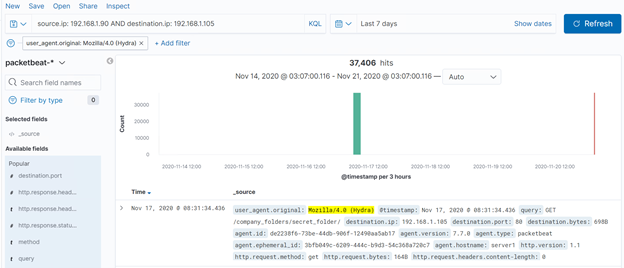 New Save Open Share Inspect
source.ip: 192.168.1.90 AND destination.ip: 192.168.1.105 KQL Last 7 days Show dates Refresh
user_agent.original: Mozilla/4.0 (Hydra) × + Add filter
packetbeat-*
Search field names
Filter by type 0
Selected fields
</> _source
Available fields
Popular
# destination.port
t http.response.head...
# http.response.head...
# http.response.statu...
t method
t query
37,406 hits
Nov 14, 2020 @ 03:07:00.116 - Nov 21, 2020 @ 03:07:00.116 — Auto
Count
30000
20000
10000
0
2020-11-14 12:00 2020-11-15 12:00 2020-11-16 12:00 2020-11-17 12:00 2020-11-18 12:00 2020-11-19 12:00 2020-11-20 12:00
@timestamp per 3 hours
Time _source
> Nov 17, 2020 @ 08:31:34.436 user_agent.original: Mozilla/4.0 (Hydra) @timestamp: Nov 17, 2020 @ 08:31:34.436 query: GET
/company_folders/secret_folder/ destination.ip: 192.168.1.105 destination.port: 80 destination.bytes: 698B
agent.id: de2238f6-73be-44db-906f-12490aa5ab17 agent.version: 7.7.0 agent.type: packetbeat
agent.ephemeral_id: 3bfb049c-6209-444c-b9d3-54c368a720c7 agent.hostname: server1 http.version: 1.1
http.request.method: get http.request.bytes: 164B http.request.headers.content-length: 0